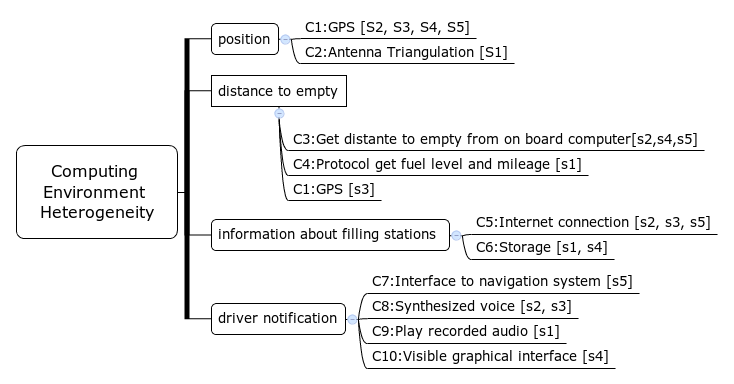 position
C1:GPS [S2, S3, S4, S5]
C2:Antenna Triangulation [S1]
distance to empty
C3:Get distante to empty from on board computer[s2,s4,s5]
C4:Protocol get fuel level and mileage [s1]
C1:GPS [s3]
Computing
Environment
Heterogeneity
information about filling stations
C5:Internet connection [s2, s3, s5]
C6:Storage [s1, s4]
driver notification
C7:Interface to navigation system [s5]
C8:Synthesized voice [s2, s3]
C9:Play recorded audio [s1]
C10:Visible graphical interface [s4]